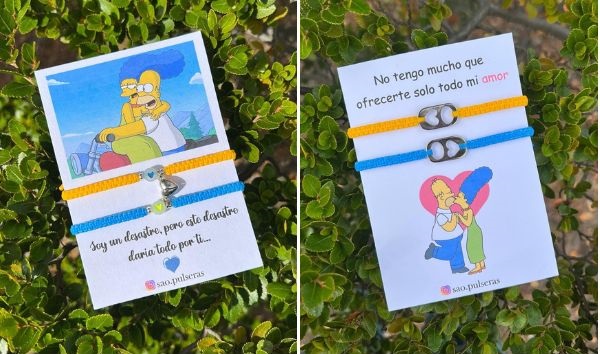 Soy un desastre, pero este desastre
daría todo por ti...
sao.pulseras
No tengo mucho que
ofrecerte solo todo mi amor
sao.pulseras